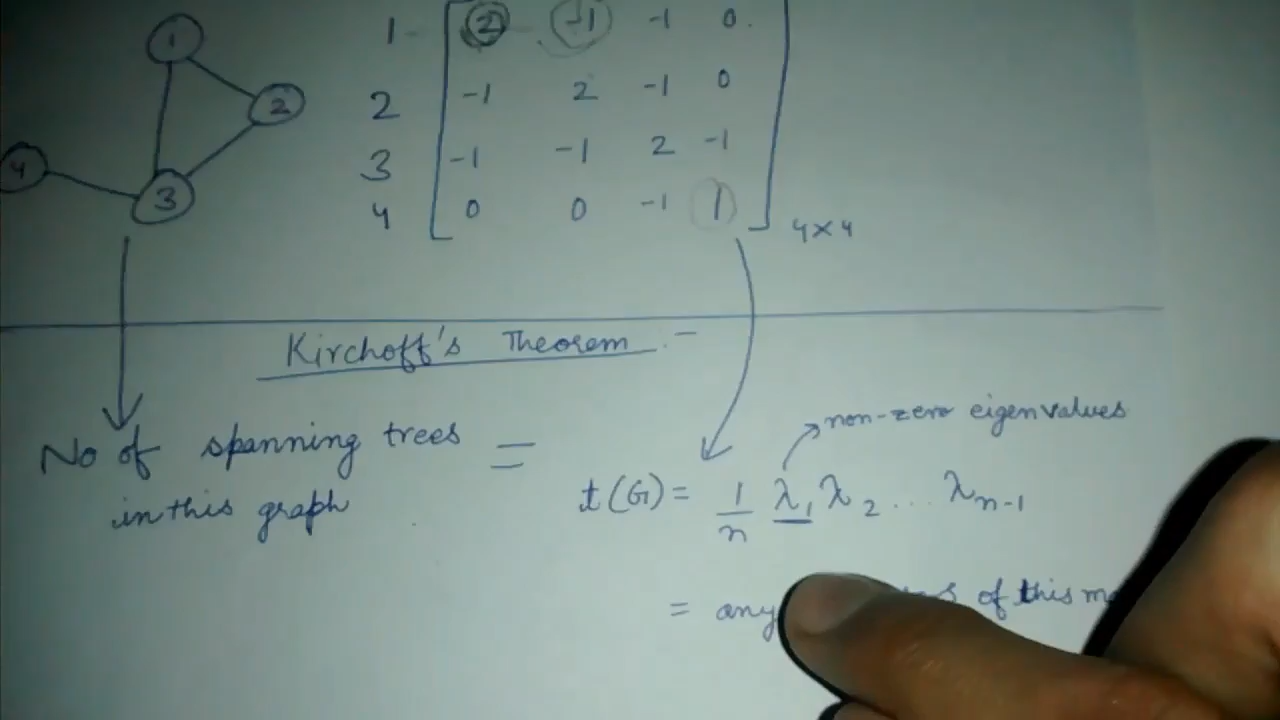 1
2
3
4
1 2 -1 -1 0
2 -1 2 -1 0
3 -1 -1 2 -1
4 0 0 -1 1
4×4
Kirchoff's Theorem :-
No of spanning trees =
in this graph
non-zero eigenvalues
t(G) = 1/n λ1 λ2 ... λn-1
= any of this